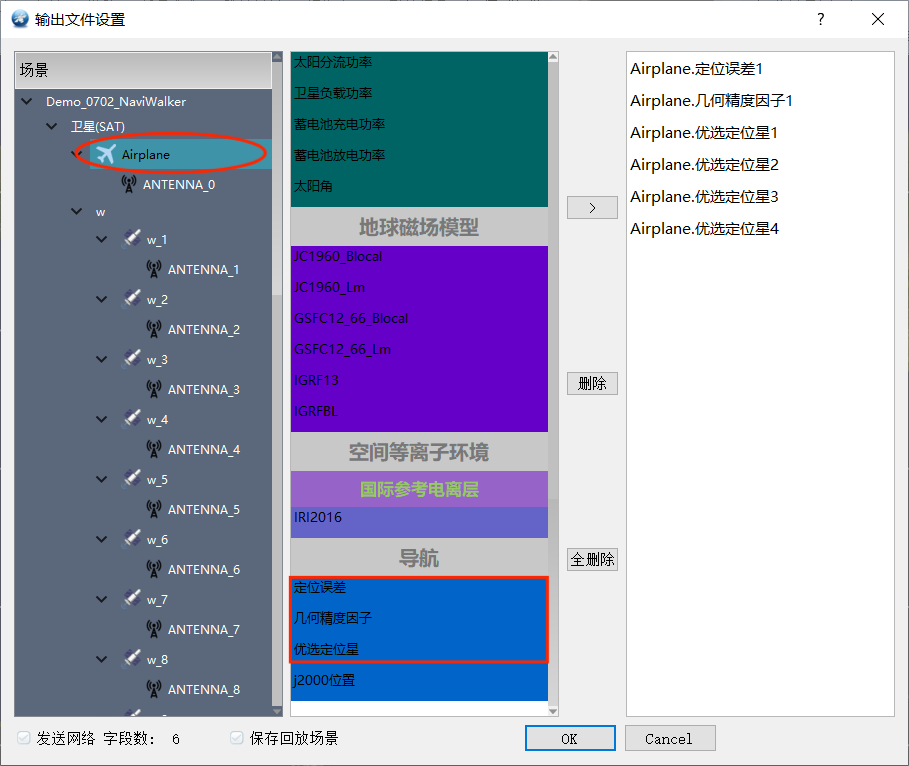 输出文件设置
?
场景
Demo_0702_NaviWalker
卫星(SAT)
Airplane
ANTENNA_0
w
w_1
ANTENNA_1
w_2
ANTENNA_2
w_3
ANTENNA_3
w_4
ANTENNA_4
w_5
ANTENNA_5
w_6
ANTENNA_6
w_7
ANTENNA_7
w_8
ANTENNA_8
太阳分流功率
卫星负载功率
蓄电池充电功率
蓄电池放电功率
太阳角
地球磁场模型
JC1960_Blocal
JC1960_Lm
GSFC12_66_Blocal
GSFC12_66_Lm
IGRF13
IGRFBL
空间等离子环境
国际参考电离层
IRI2016
导航
定位误差
几何精度因子
优选定位星
j2000位置
>
删除
全删除
Airplane.定位误差1
Airplane.几何精度因子1
Airplane.优选定位星1
Airplane.优选定位星2
Airplane.优选定位星3
Airplane.优选定位星4
发送网络 字段数: 6
保存回放场景
OK
Cancel